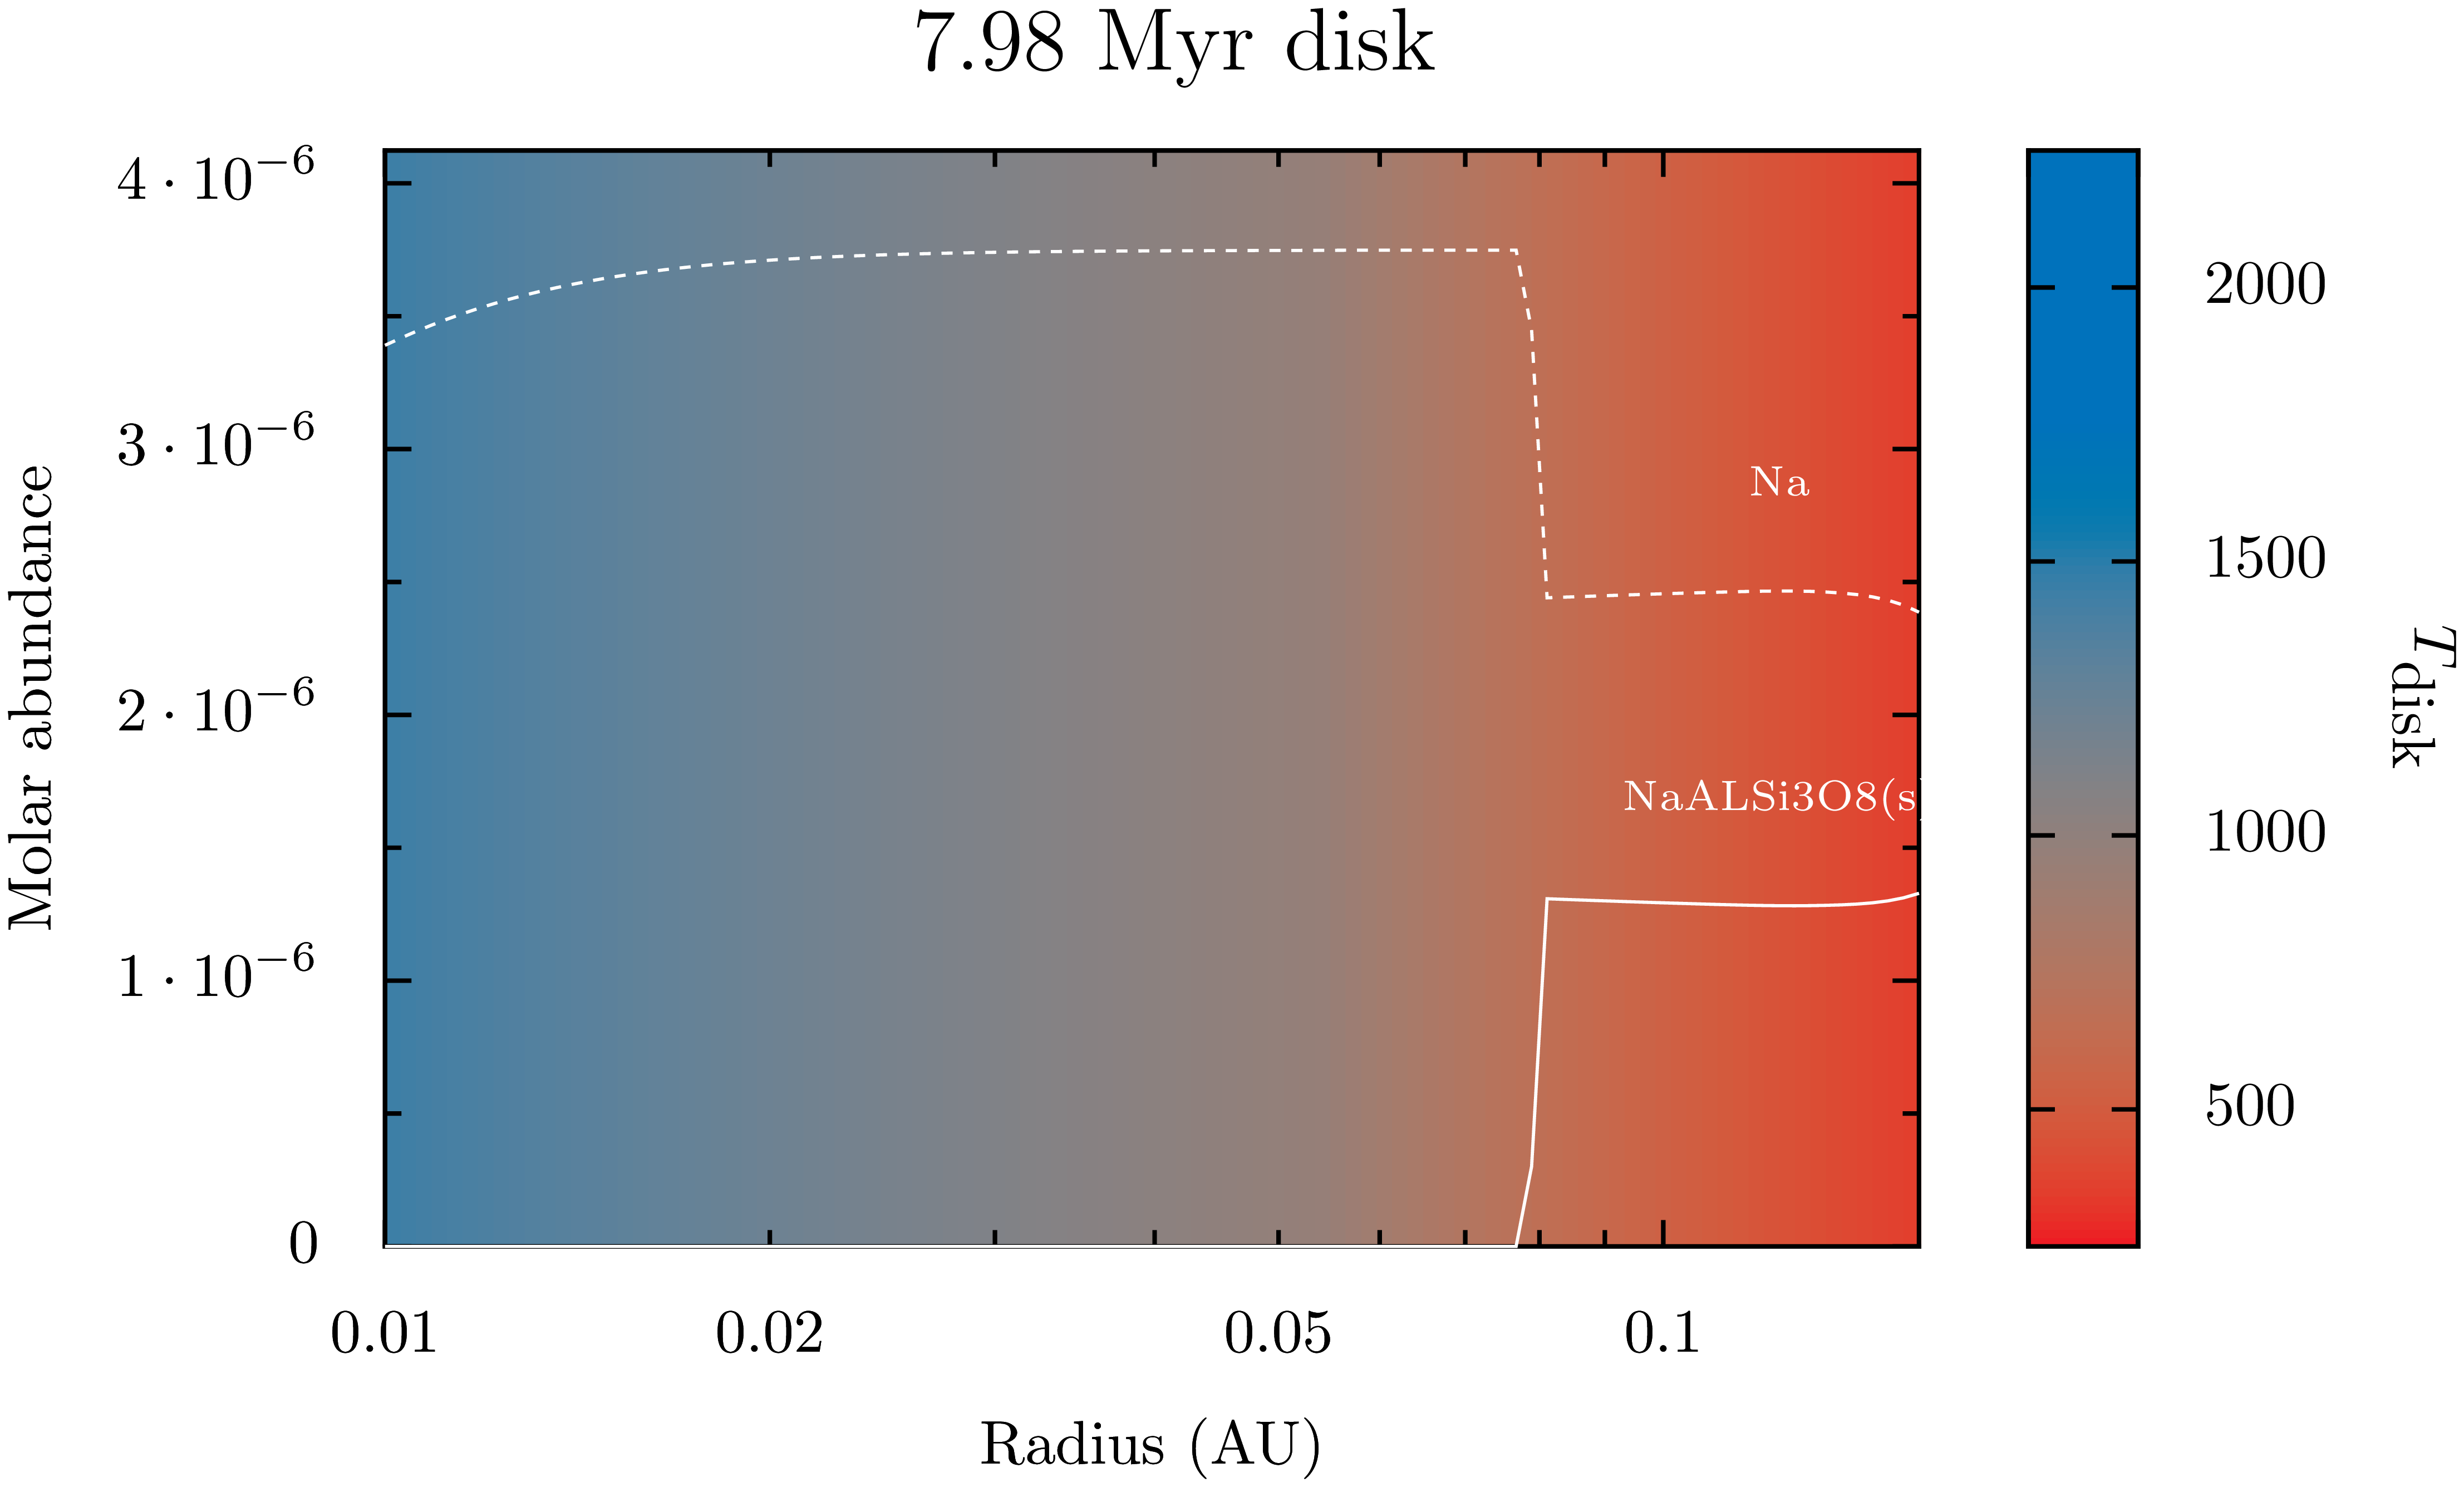 7.98 Myr disk
4 · 10⁻⁶
3 · 10⁻⁶
2 · 10⁻⁶
1 · 10⁻⁶
0
Molar abundance
Na
NaALSi3O8(s)
0.01 0.02 0.05 0.1
Radius (AU)
2000
1500
1000
500
T disk